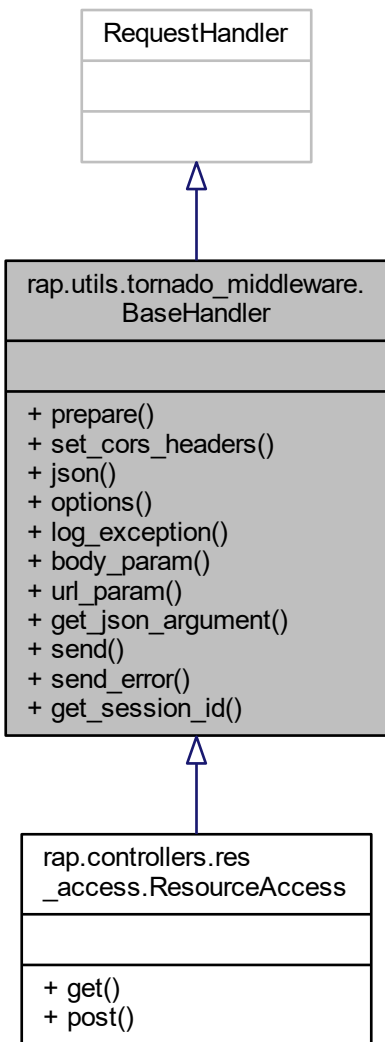 RequestHandler
rap.utils.tornado_middleware.
BaseHandler
+ prepare()
+ set_cors_headers()
+ json()
+ options()
+ log_exception()
+ body_param()
+ url_param()
+ get_json_argument()
+ send()
+ send_error()
+ get_session_id()
rap.controllers.res
_access.ResourceAccess
+ get()
+ post()